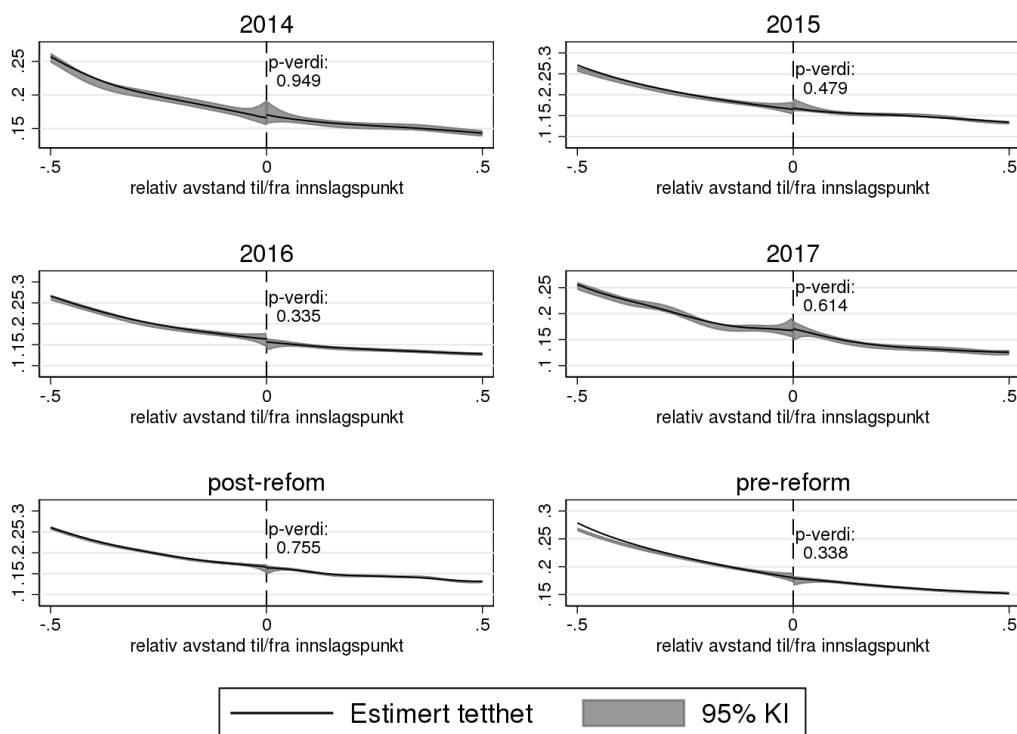 2014
.15 .2 .25
p-verdi:
0.949
-.5 0 .5
relativ avstand til/fra innslagspunkt
2015
.1.15.2.25.3
p-verdi:
0.479
-.5 0 .5
relativ avstand til/fra innslagspunkt
2016
.1.15.2.25.3
p-verdi:
0.335
-.5 0 .5
relativ avstand til/fra innslagspunkt
2017
.1 .15 .2 .25
p-verdi:
0.614
-.5 0 .5
relativ avstand til/fra innslagspunkt
post-refom
.1.15.2.25.3
p-verdi:
0.755
-.5 0 .5
relativ avstand til/fra innslagspunkt
pre-reform
.15 .2 .25 .3
p-verdi:
0.338
-.5 0 .5
relativ avstand til/fra innslagspunkt
Estimert tetthet
95% KI